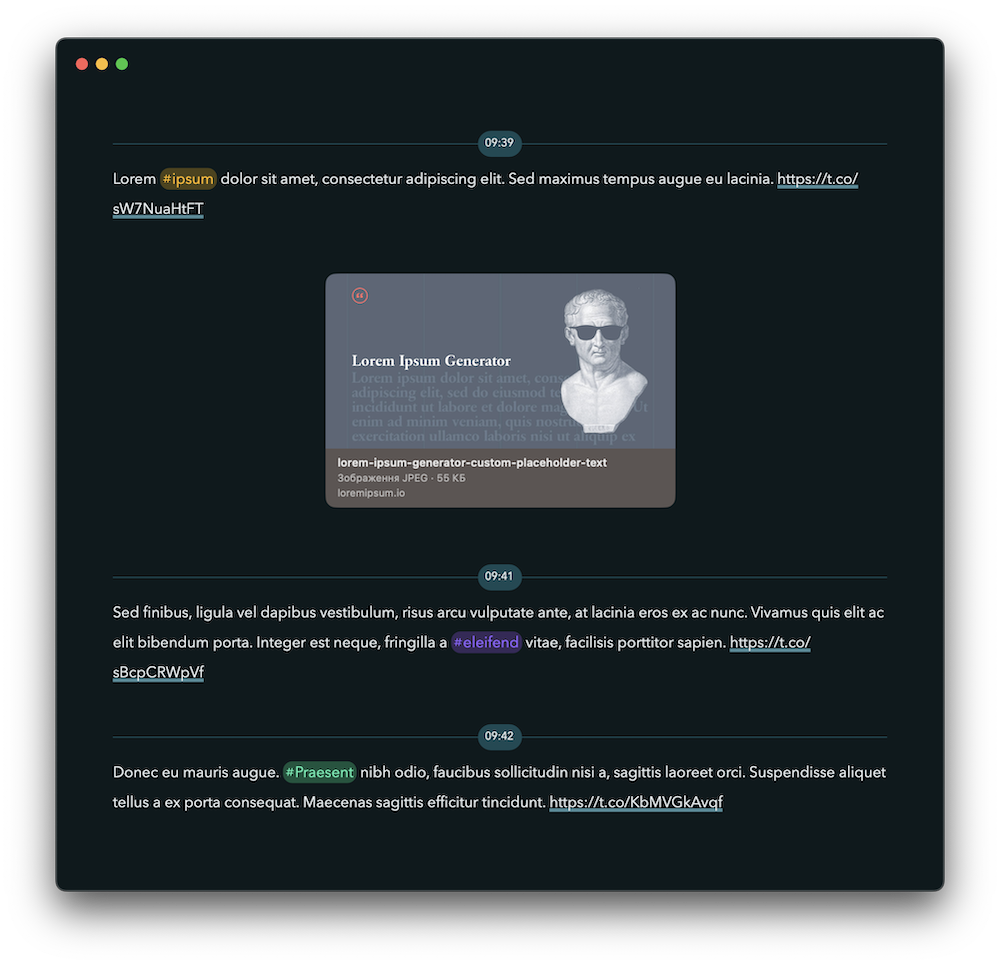 09:39
Lorem #ipsum dolor sit amet, consectetur adipiscing elit. Sed maximus tempus augue eu lacinia. https://t.co/
sW7NuaHtFT
“
Lorem Ipsum Generator
Lorem ipsum dolor sit amet, cons
adipiscing elit, sed do eiusmod te
incididunt ut labore et dolore mag Ut
enim ad minim veniam, quis nostru
exercitation ullamco laboris nisi ut aliquip ex
lorem-ipsum-generator-custom-placeholder-text
Зображення JPEG · 55 КБ
loremipsum.io
09:41
Sed finibus, ligula vel dapibus vestibulum, risus arcu vulputate ante, at lacinia eros ex ac nunc. Vivamus quis elit ac
elit bibendum porta. Integer est neque, fringilla a #eleifend vitae, facilisis porttitor sapien. https://t.co/
sBcpCRWpVf
09:42
Donec eu mauris augue. #Praesent nibh odio, faucibus sollicitudin nisi a, sagittis laoreet orci. Suspendisse aliquet
tellus a ex porta consequat. Maecenas sagittis efficitur tincidunt. https://t.co/KbMVGkAvqf